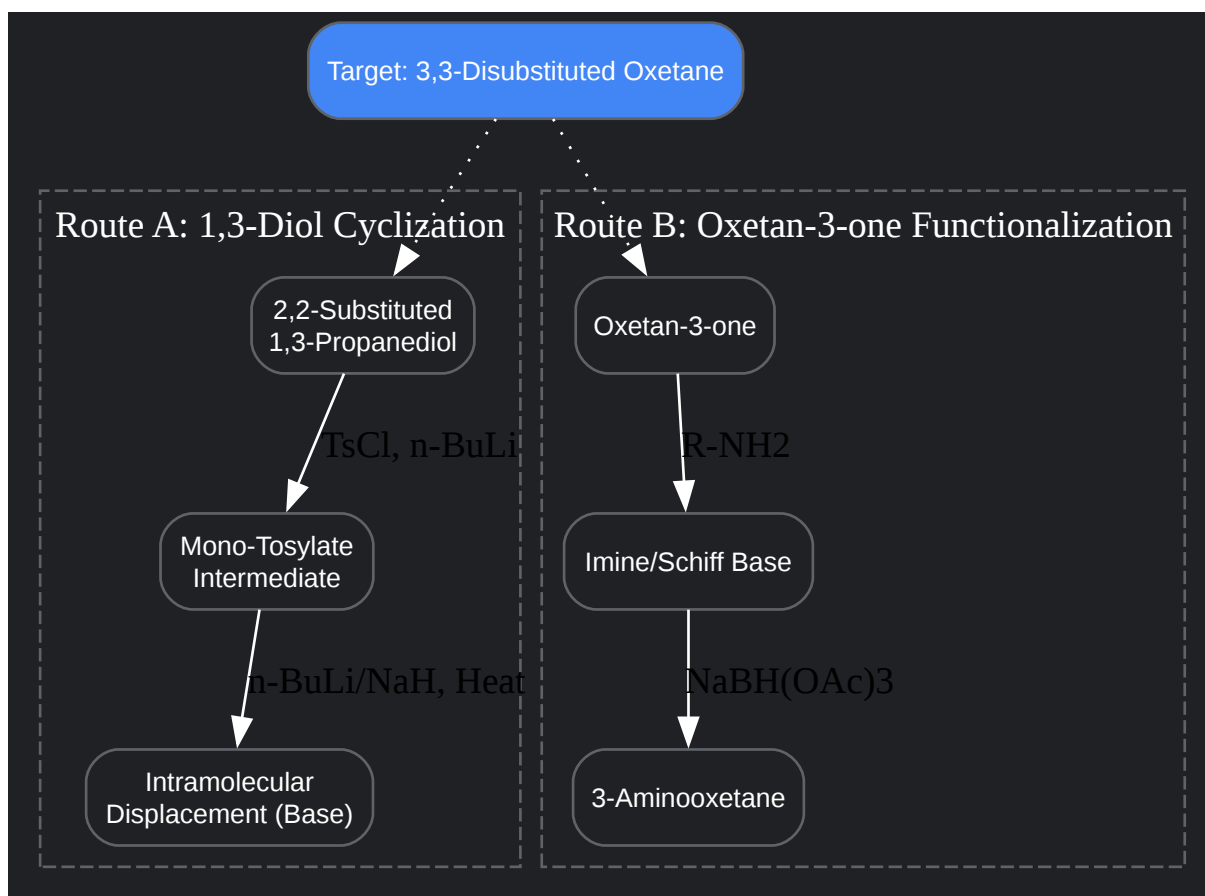 Target: 3,3-Disubstituted Oxetane
Route A: 1,3-Diol Cyclization
2,2-Substituted
1,3-Propanediol
TsCl, n-BuLi
Mono-Tosylate
Intermediate
n-BuLi/NaH, Heat
Intramolecular
Displacement (Base)
Route B: Oxetan-3-one Functionalization
Oxetan-3-one
R-NH2
Imine/Schiff Base
NaBH(OAc)3
3-Aminooxetane